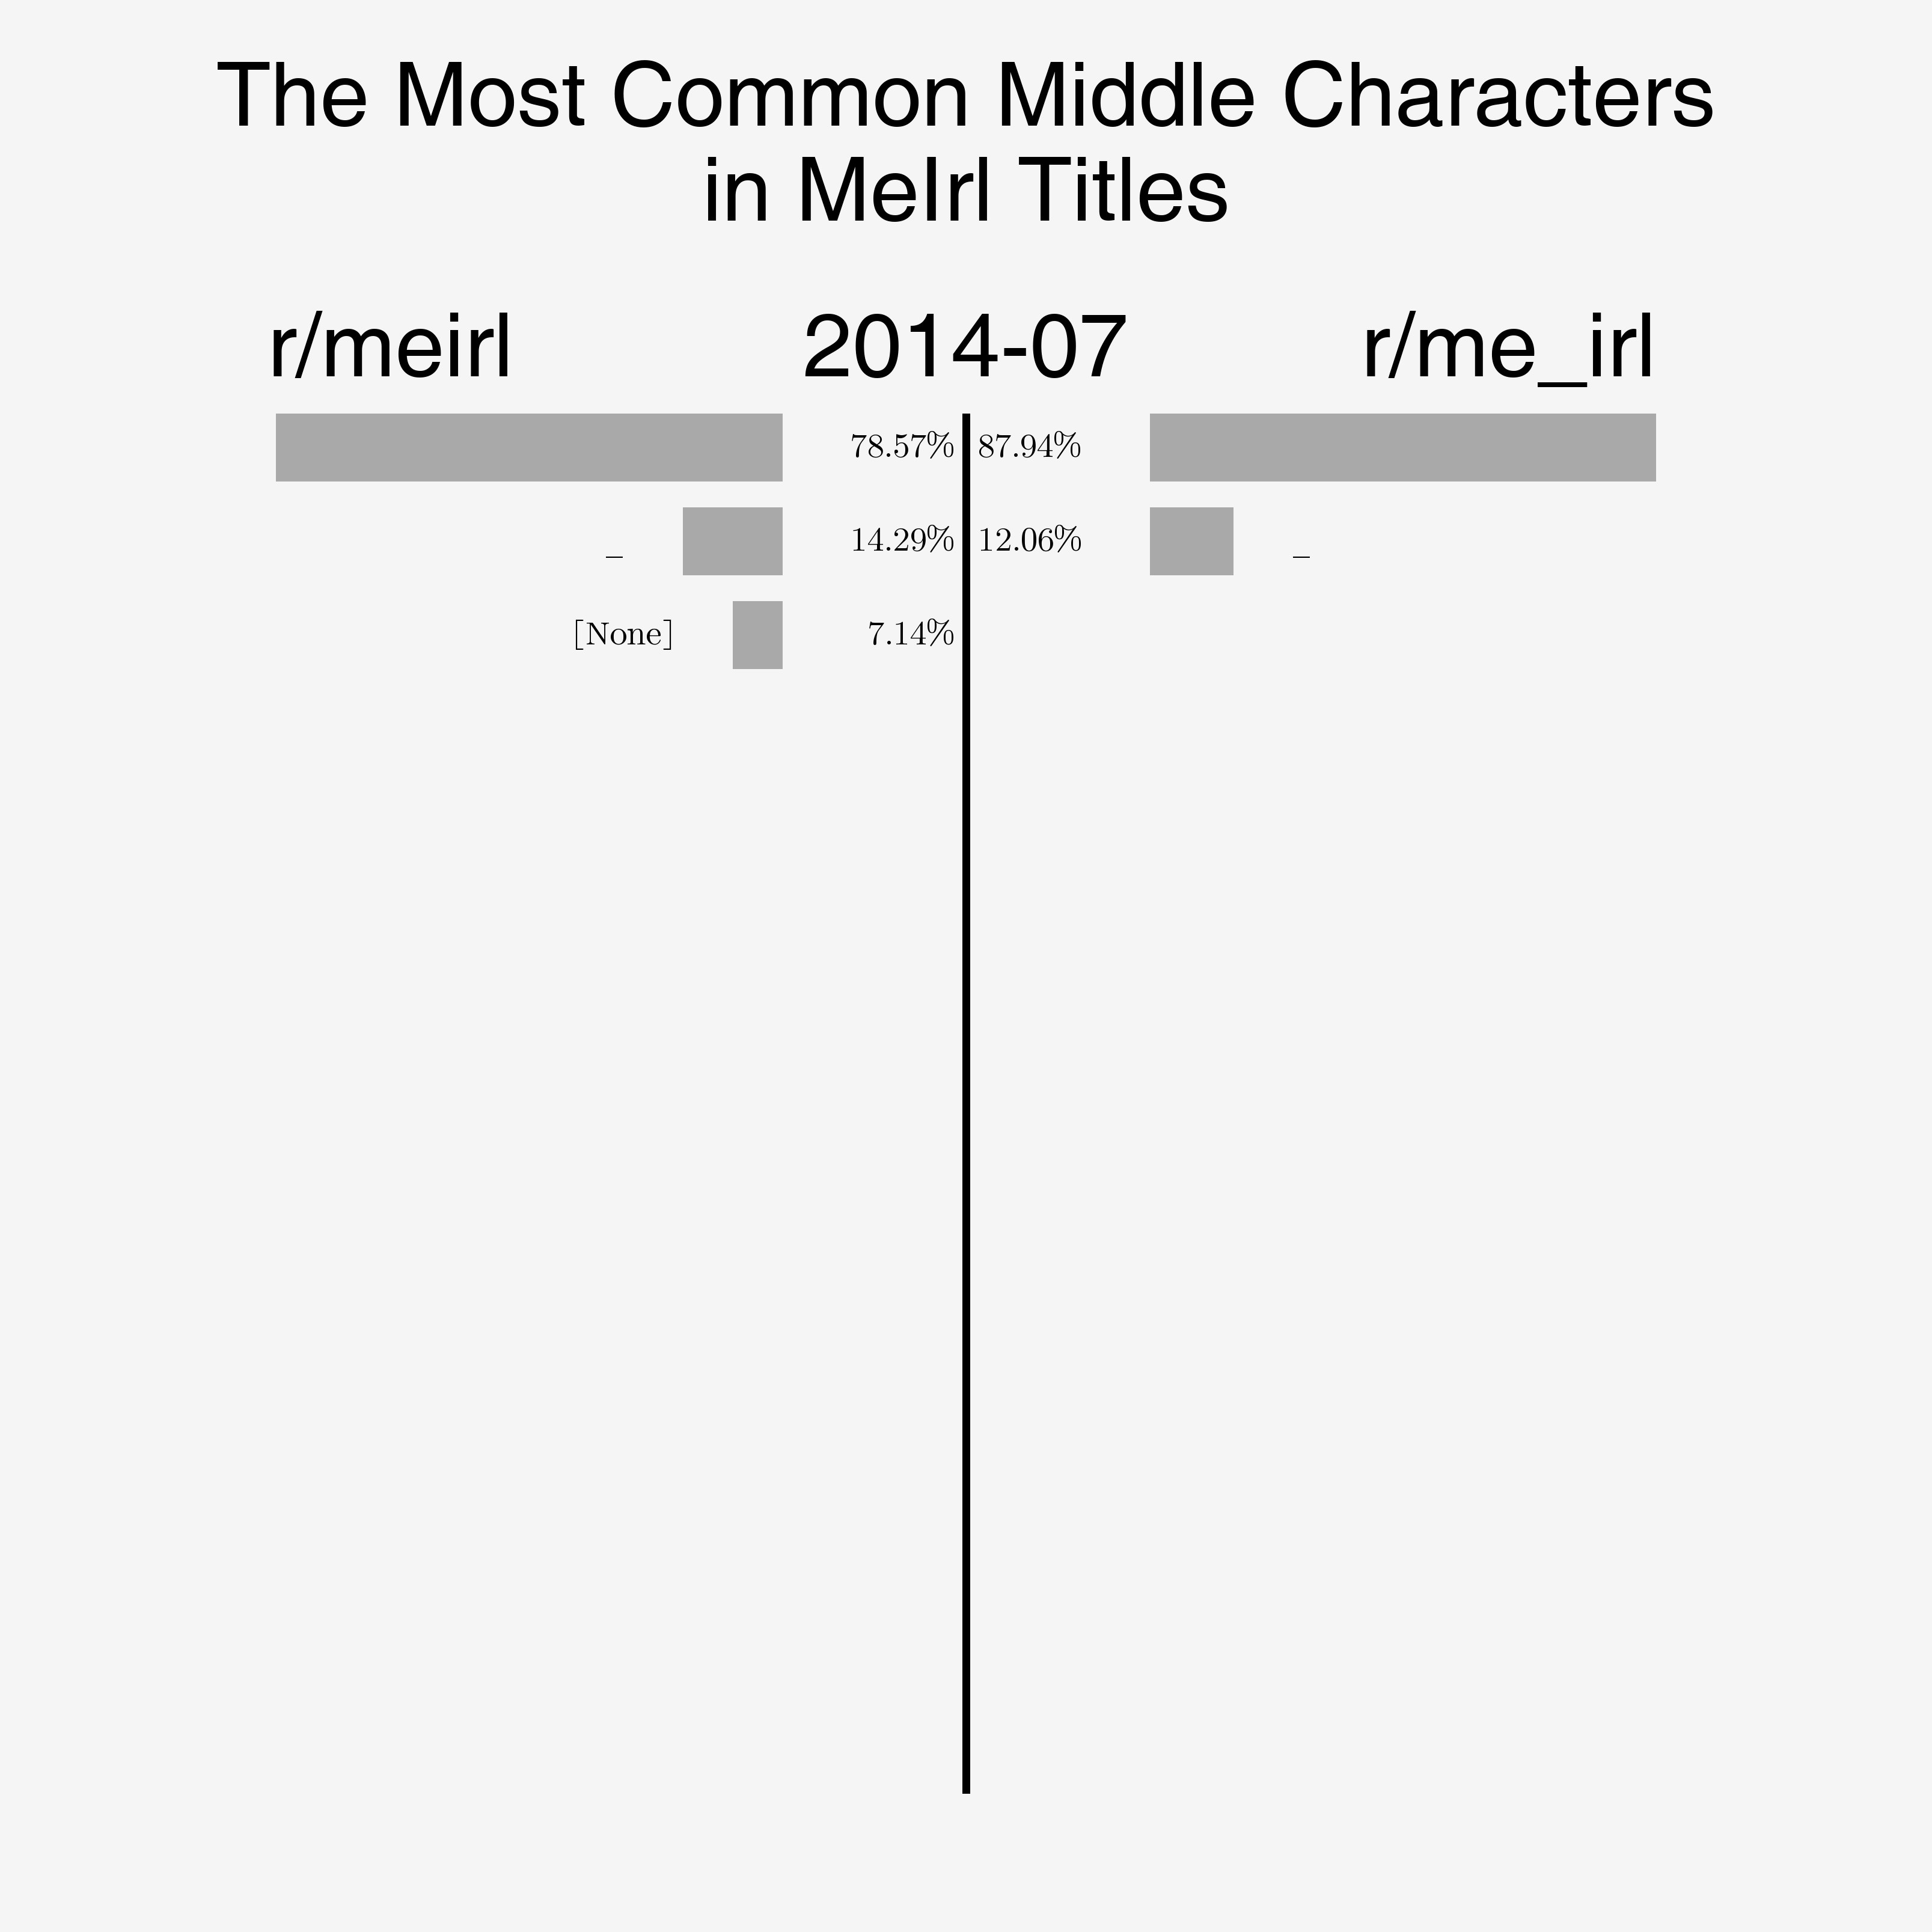 The Most Common Middle Characters
in MeIrl Titles
r/meirl 2014-07 r/me_irl
78.57% 87.94%
_ 14.29% 12.06% _
[None] 7.14%